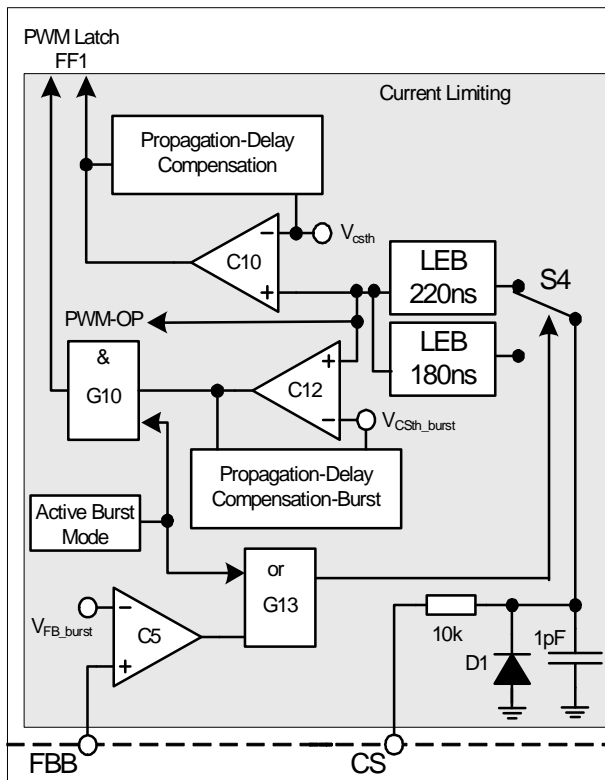 PWM Latch
FF1
Current Limiting
Propagation-Delay
Compensation
Vcsth
C10
−
+
LEB
220ns
S4
PWM-OP
LEB
180ns
&
G10
C12
+
−
VCSth_burst
Propagation-Delay
Compensation-Burst
Active Burst
Mode
or
G13
VFB_burst
−
C5
+
10k
D1
1pF
FBB
CS